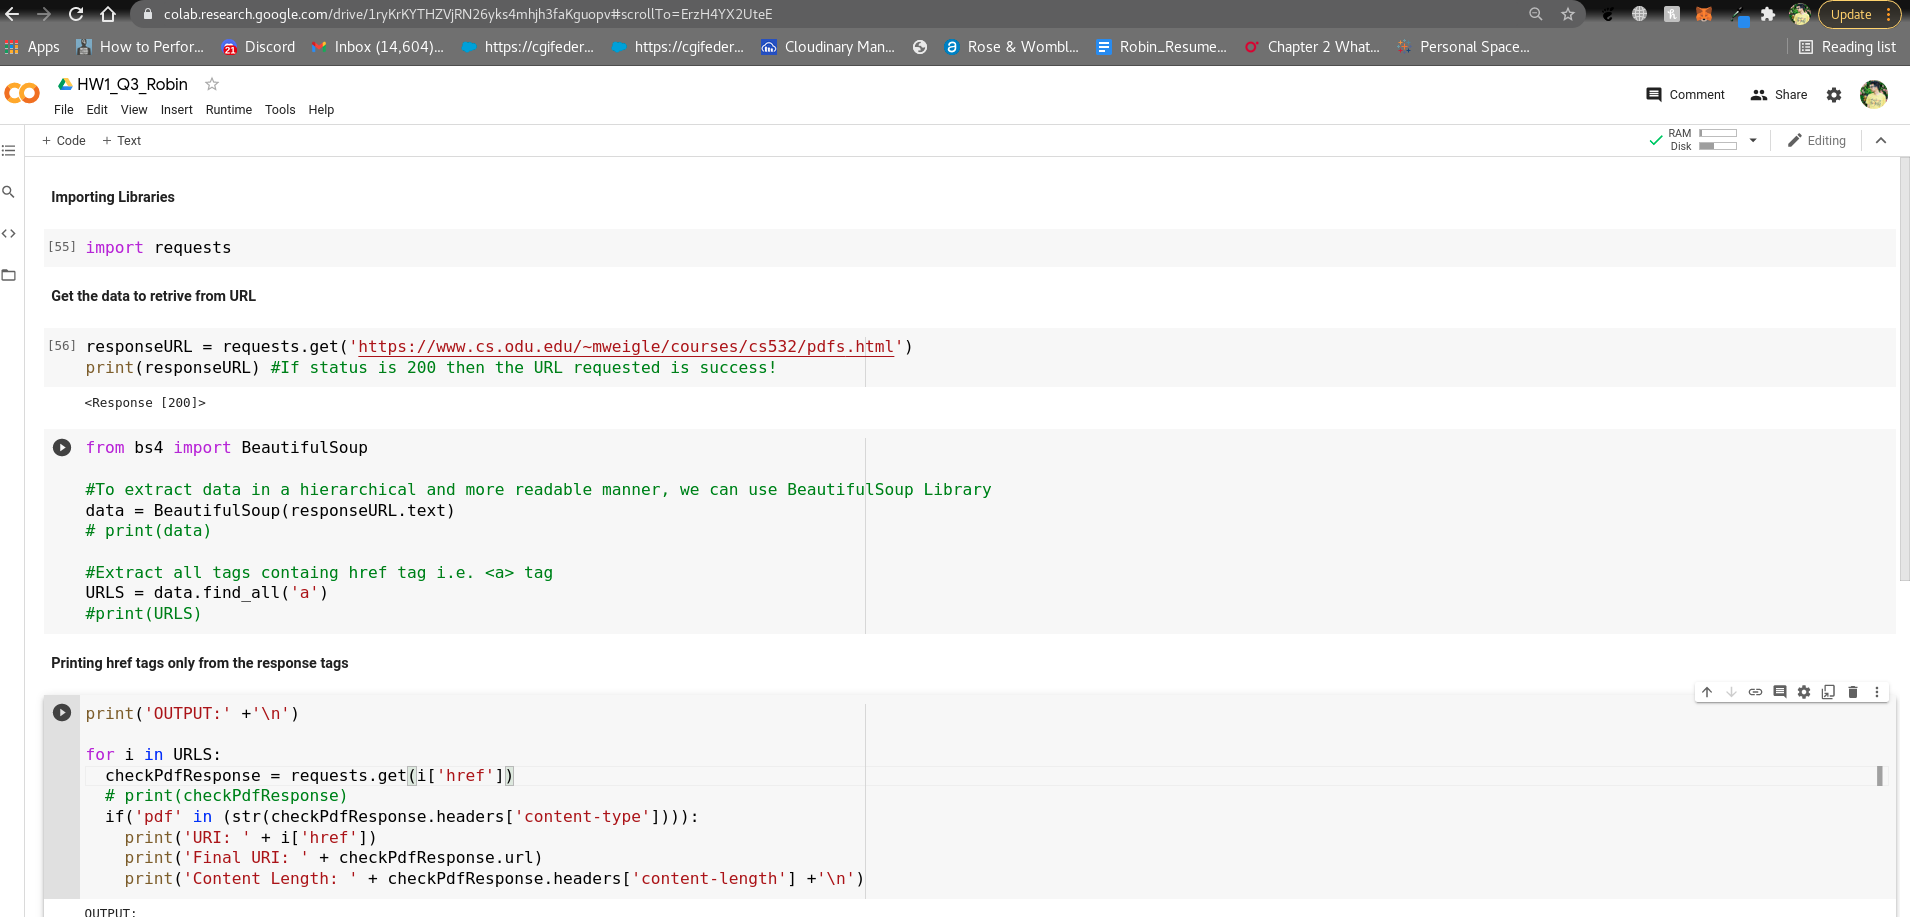 colab.research.google.com/drive/1ryKrKYTHZVjRN26yks4mhjh3faKguopv#scrollTo=ErzH4YX2UteE
Update
Apps
How to Perfor...
21
Discord
Inbox (14,604)...
https://cgifeder...
https://cgifeder...
Cloudinary Man...
Rose & Wombl...
Robin_Resume...
Chapter 2 What...
Personal Space...
Reading list
HW1_Q3_Robin
File Edit View Insert Runtime Tools Help
Comment
Share
+ Code + Text
RAM
Disk
Editing
Importing Libraries
[55] import requests
Get the data to retrive from URL
[56] responseURL = requests.get('https://www.cs.odu.edu/~mweigle/courses/cs532/pdfs.html')
print(responseURL) #If status is 200 then the URL requested is success!
<Response [200]>
from bs4 import BeautifulSoup
#To extract data in a hierarchical and more readable manner, we can use BeautifulSoup Library
data = BeautifulSoup(responseURL.text)
# print(data)
#Extract all tags containg href tag i.e. <a> tag
URLS = data.find_all('a')
#print(URLS)
Printing href tags only from the response tags
print('OUTPUT:' +'\n')
for i in URLS:
checkPdfResponse = requests.get(i['href'])
# print(checkPdfResponse)
if('pdf' in (str(checkPdfResponse.headers['content-type']))):
print('URI: ' + i['href'])
print('Final URI: ' + checkPdfResponse.url)
print('Content Length: ' + checkPdfResponse.headers['content-length'] +'\n')
OUTPUT: